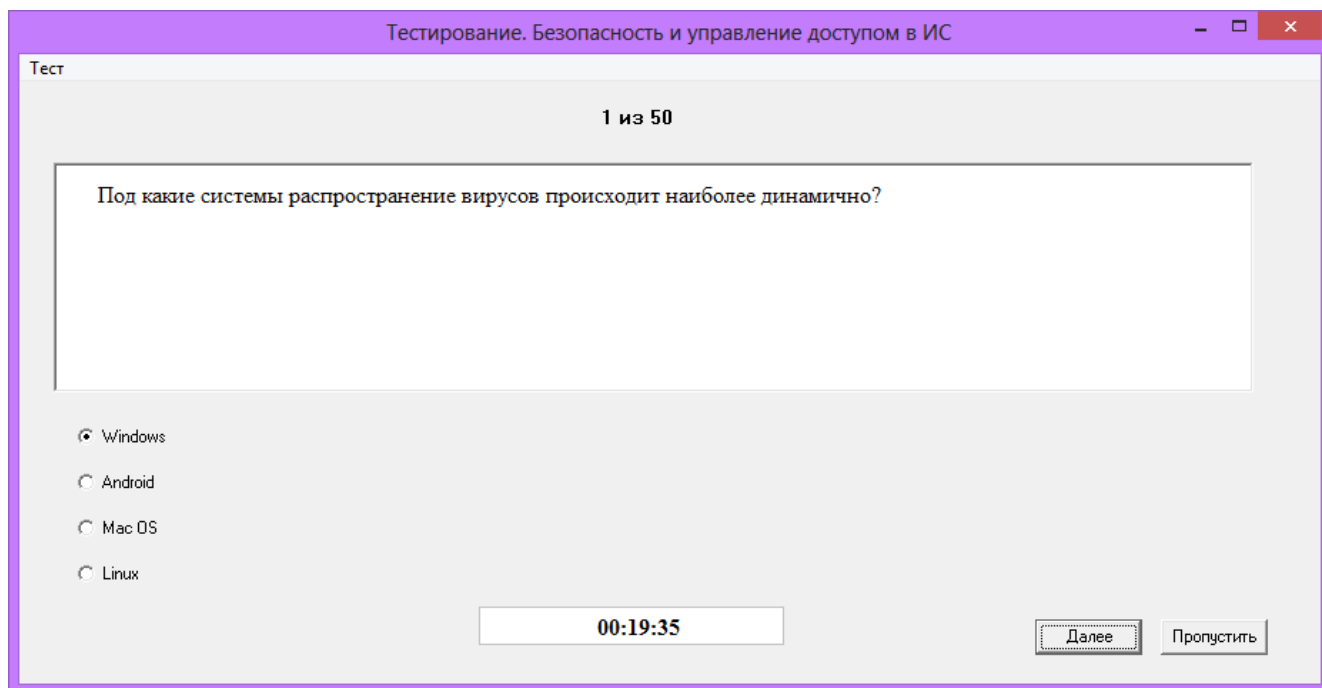 Тестирование. Безопасность и управление доступом в ИС
Тест
1 из 50
Под какие системы распространение вирусов происходит наиболее динамично?
Windows
Android
Mac OS
Linux
00:19:35
Далее
Пропустить